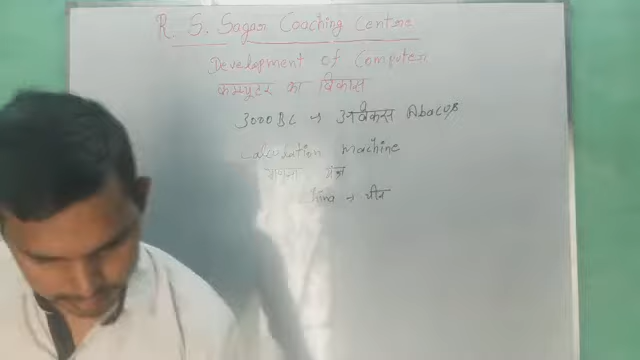 R. S. Sagar Coaching Centre
Development of Computer
कम्प्युटर का विकास
3000 BC → अबेकस Abacus
Calculation machine
गणना यंत्र
China → चीन